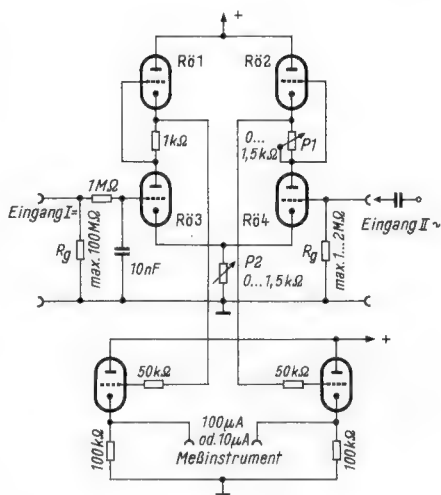 +
Rö1
Rö2
1kΩ
0...
1,5kΩ
P1
1MΩ
Eingang I=
Rö3
Rö4
Eingang II ~
Rg
max. 100MΩ
10nF
P2
0...1,5kΩ
Rg
max. 1...2MΩ
+
50kΩ
50kΩ
100kΩ
100µA
od. 10µA
Meßinstrument
100kΩ